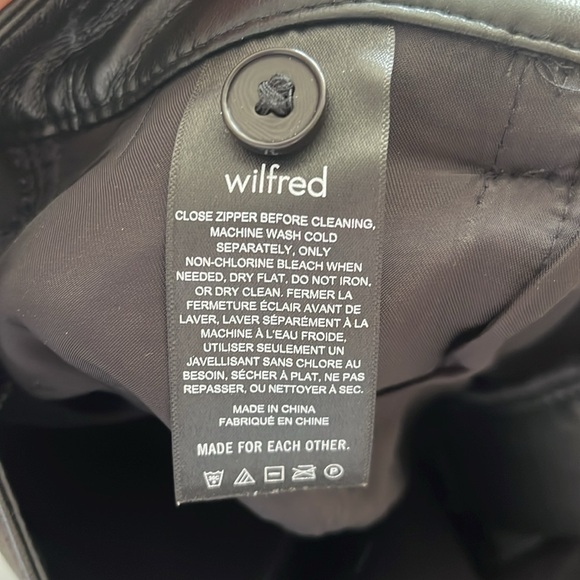 wilfred
CLOSE ZIPPER BEFORE CLEANING,
MACHINE WASH COLD
SEPARATELY, ONLY
NON-CHLORINE BLEACH WHEN
NEEDED, DRY FLAT, DO NOT IRON,
OR DRY CLEAN. FERMER LA
FERMETURE ÉCLAIR AVANT DE
LAVER, LAVER SÉPARÉMENT À LA
MACHINE À L'EAU FROIDE,
UTILISER SEULEMENT UN
JAVELLISANT SANS CHLORE AU
BESOIN, SÉCHER À PLAT, NE PAS
REPASSER, OU NETTOYER À SEC.
MADE IN CHINA
FABRIQUÉ EN CHINE
MADE FOR EACH OTHER.
P